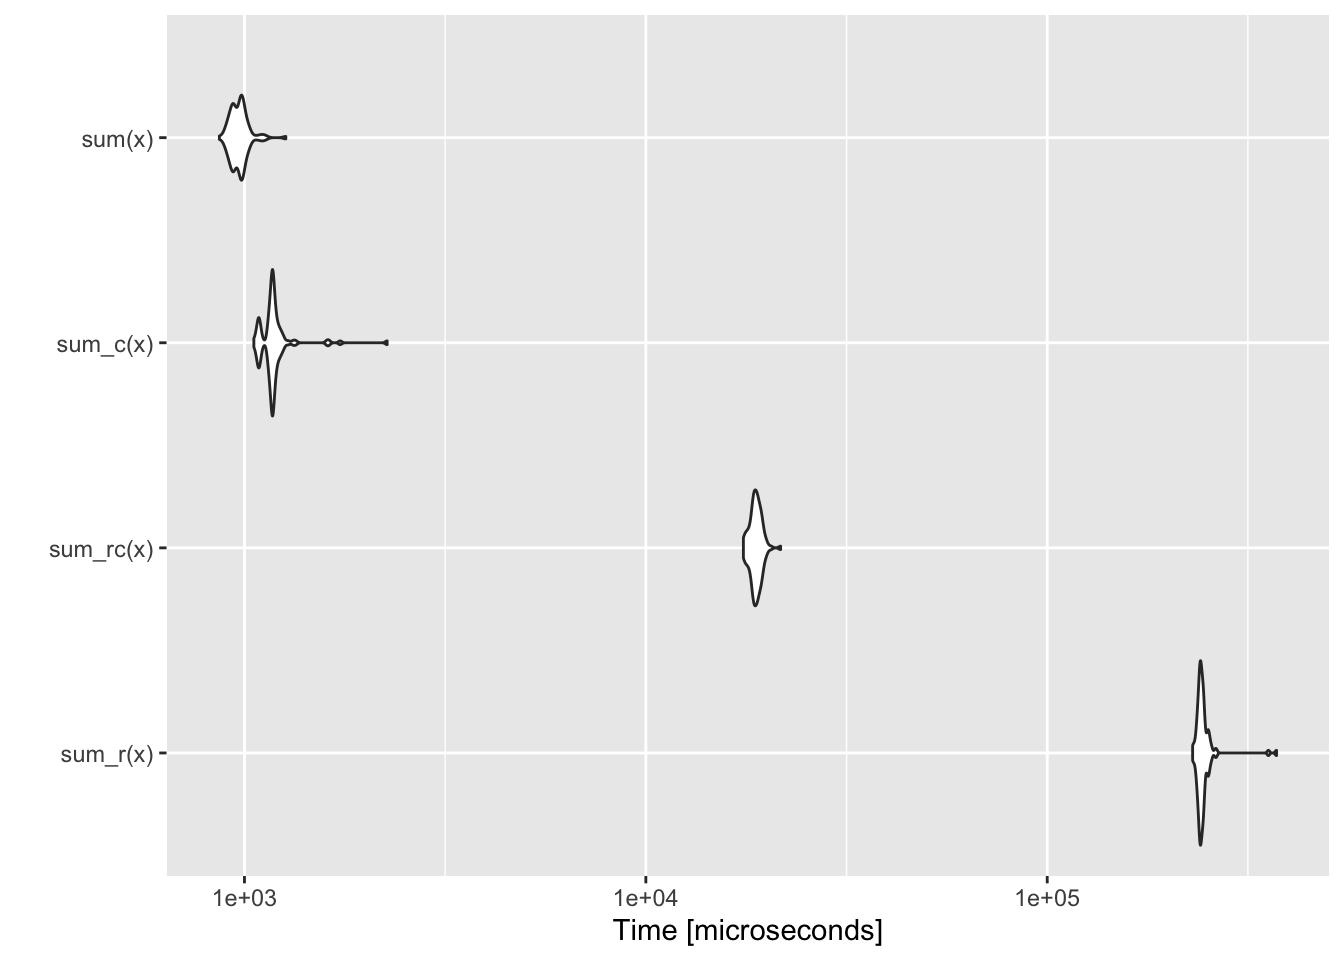 sum(x)
sum_c(x)
sum_rc(x)
sum_r(x)
1e+03 1e+04 1e+05
Time [microseconds]